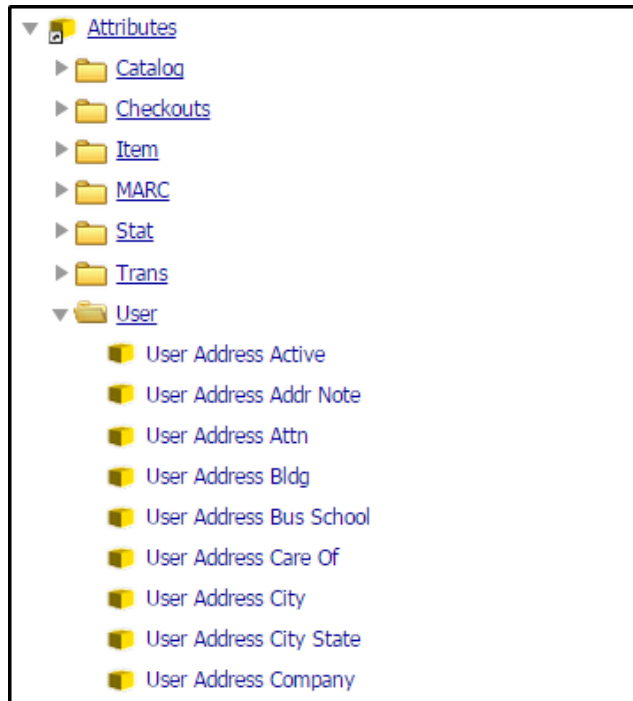 Attributes
Catalog
Checkouts
Item
MARC
Stat
Trans
User
User Address Active
User Address Addr Note
User Address Attn
User Address Bldg
User Address Bus School
User Address Care Of
User Address City
User Address City State
User Address Company